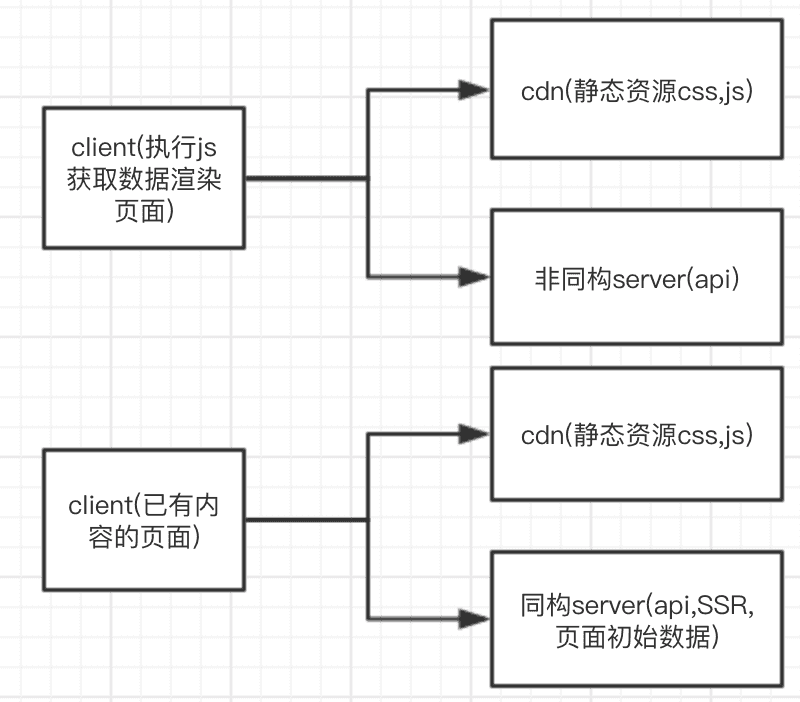 cdn(静态资源css,js)
client(执行js
获取数据渲染
页面)
非同构server(api)
cdn(静态资源css,js)
client(已有内
容的页面)
同构server(api,SSR,
页面初始数据)